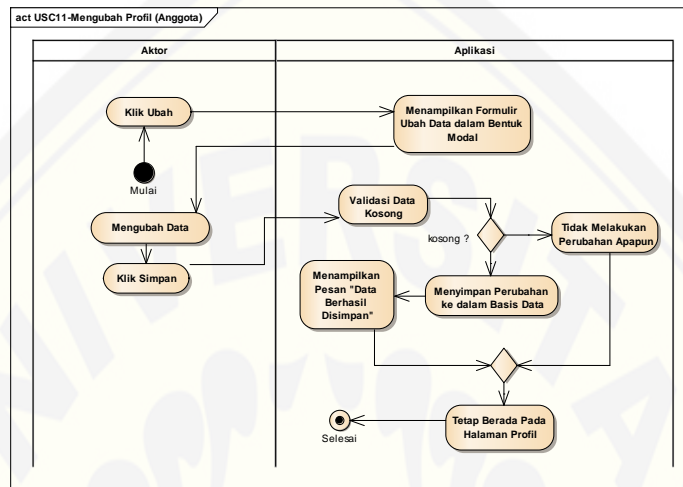 act USC11-Mengubah Profil (Anggota)
Aktor
Aplikasi
Klik Ubah
Menampilkan Formulir
Ubah Data dalam Bentuk
Modal
Mulai
Mengubah Data
Validasi Data
Kosong
kosong ?
Tidak Melakukan
Perubahan Apapun
Klik Simpan
Menampilkan
Pesan "Data
Berhasil
Disimpan"
Menyimpan Perubahan
ke dalam Basis Data
Tetap Berada Pada
Halaman Profil
Selesai
UNIVERSITA